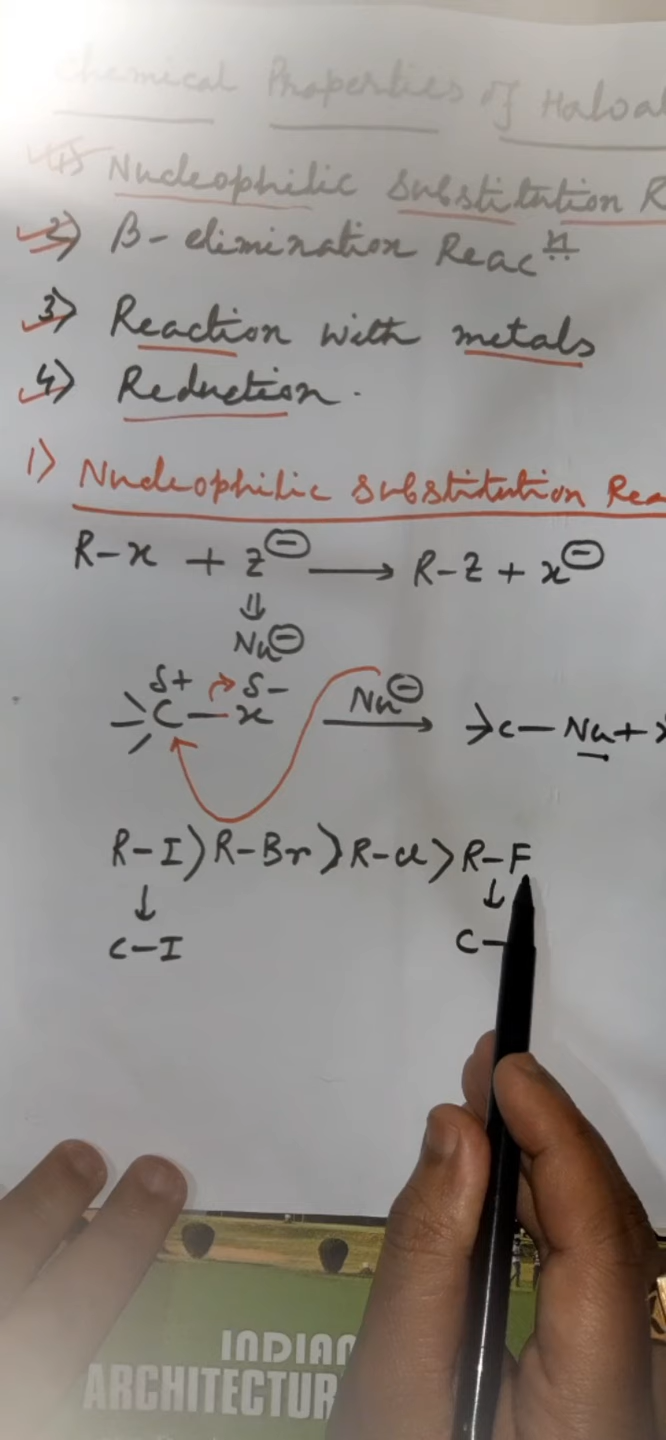 Chemical Properties of Haloa
1) Nucleophilic Substitution R
2) β-elimination Reacⁿ
3) Reaction with metals
4) Reduction.
1) Nucleophilic Substitution Rea
R-x + Z⊖ ⟶ R-Z + x⊖
⇓
Nu⊖
δ+ δ- Nu⊖
C-x ⟶ >C-Nu + x
R-I > R-Br > R-Cl > R-F
↓ ↓
C-I C-
INDIAN
ARCHITECTUR